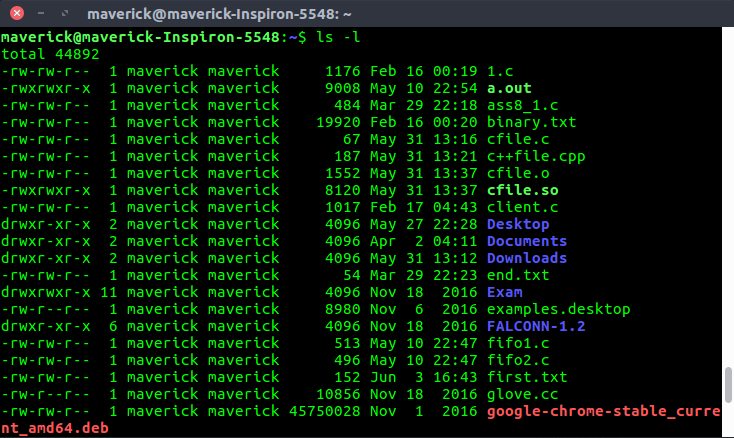 maverick@maverick-Inspiron-5548: ~
maverick@maverick-Inspiron-5548:~$ ls -l
total 44892
-rw-rw-r--  1 maverick maverick     1176 Feb 16 00:19 1.c
-rwxrwxr-x  1 maverick maverick     9008 May 10 22:54 a.out
-rw-rw-r--  1 maverick maverick      484 Mar 29 22:18 ass8_1.c
-rw-rw-r--  1 maverick maverick    19920 Feb 16 00:20 binary.txt
-rw-rw-r--  1 maverick maverick       67 May 31 13:16 cfile.c
-rw-rw-r--  1 maverick maverick      187 May 31 13:21 c++file.cpp
-rw-rw-r--  1 maverick maverick     1552 May 31 13:37 cfile.o
-rwxrwxr-x  1 maverick maverick     8120 May 31 13:37 cfile.so
-rw-rw-r--  1 maverick maverick     1017 Feb 17 04:43 client.c
drwxr-xr-x  2 maverick maverick     4096 May 27 22:28 Desktop
drwxr-xr-x  2 maverick maverick     4096 Apr  2 04:11 Documents
drwxr-xr-x  2 maverick maverick     4096 May 31 13:12 Downloads
-rw-rw-r--  1 maverick maverick       54 Mar 29 22:23 end.txt
drwxrwxr-x 11 maverick maverick     4096 Nov 18  2016 Exam
-rw-r--r--  1 maverick maverick     8980 Nov  6  2016 examples.desktop
drwxr-xr-x  6 maverick maverick     4096 Nov 18  2016 FALCONN-1.2
-rw-rw-r--  1 maverick maverick      513 May 10 22:47 fifo1.c
-rw-rw-r--  1 maverick maverick      496 May 10 22:47 fifo2.c
-rw-rw-r--  1 maverick maverick      152 Jun  3 16:43 first.txt
-rw-rw-r--  1 maverick maverick    10856 Nov 18  2016 glove.cc
-rw-rw-r--  1 maverick maverick 45750028 Nov  1  2016 google-chrome-stable_curre
nt_amd64.deb